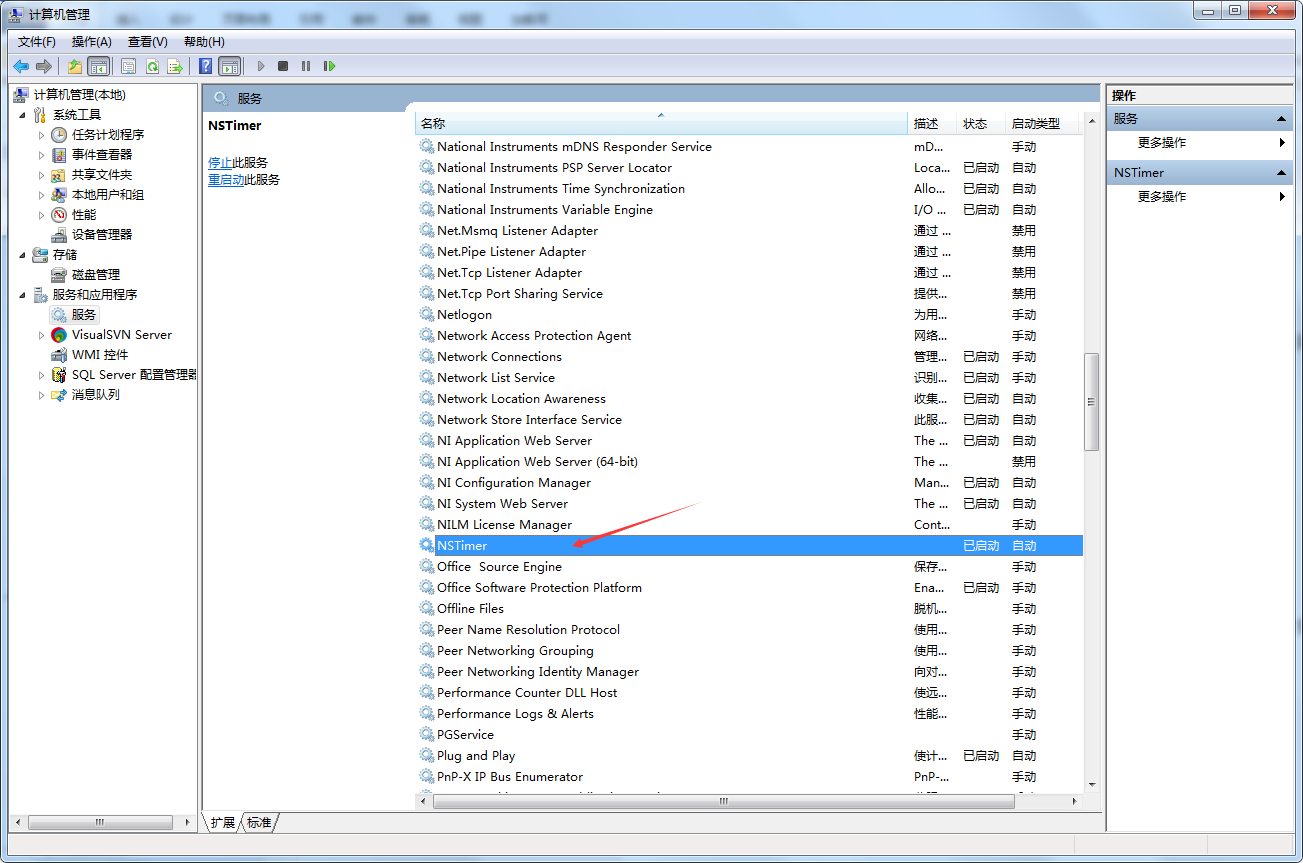 计算机管理
文件(F) 操作(A) 查看(V) 帮助(H)
计算机管理(本地)
系统工具
任务计划程序
事件查看器
共享文件夹
本地用户和组
性能
设备管理器
存储
磁盘管理
服务和应用程序
服务
VisualSVN Server
WMI 控件
SQL Server 配置管理器
消息队列
服务
NSTimer
停止此服务
重启动此服务
名称 描述 状态 启动类型
National Instruments mDNS Responder Service mD... 手动
National Instruments PSP Server Locator Loca... 已启动 自动
National Instruments Time Synchronization Allo... 已启动 自动
National Instruments Variable Engine I/O ... 已启动 自动
Net.Msmq Listener Adapter 通过 ... 禁用
Net.Pipe Listener Adapter 通过 ... 禁用
Net.Tcp Listener Adapter 通过 ... 禁用
Net.Tcp Port Sharing Service 提供... 禁用
Netlogon 为用... 手动
Network Access Protection Agent 网络... 手动
Network Connections 管理... 已启动 手动
Network List Service 识别... 已启动 手动
Network Location Awareness 收集... 已启动 自动
Network Store Interface Service 此服... 已启动 自动
NI Application Web Server The ... 已启动 自动
NI Application Web Server (64-bit) The ... 禁用
NI Configuration Manager Man... 已启动 自动
NI System Web Server The ... 已启动 自动
NILM License Manager Cont... 手动
NSTimer 已启动 自动
Office  Source Engine 保存... 手动
Office Software Protection Platform Ena... 已启动 手动
Offline Files 脱机... 手动
Peer Name Resolution Protocol 使用... 手动
Peer Networking Grouping 使用... 手动
Peer Networking Identity Manager 向对... 手动
Performance Counter DLL Host 使远... 手动
Performance Logs & Alerts 性能... 手动
PGService 手动
Plug and Play 使计... 已启动 自动
PnP-X IP Bus Enumerator PnP-... 手动
扩展 标准
操作
服务
更多操作
NSTimer
更多操作